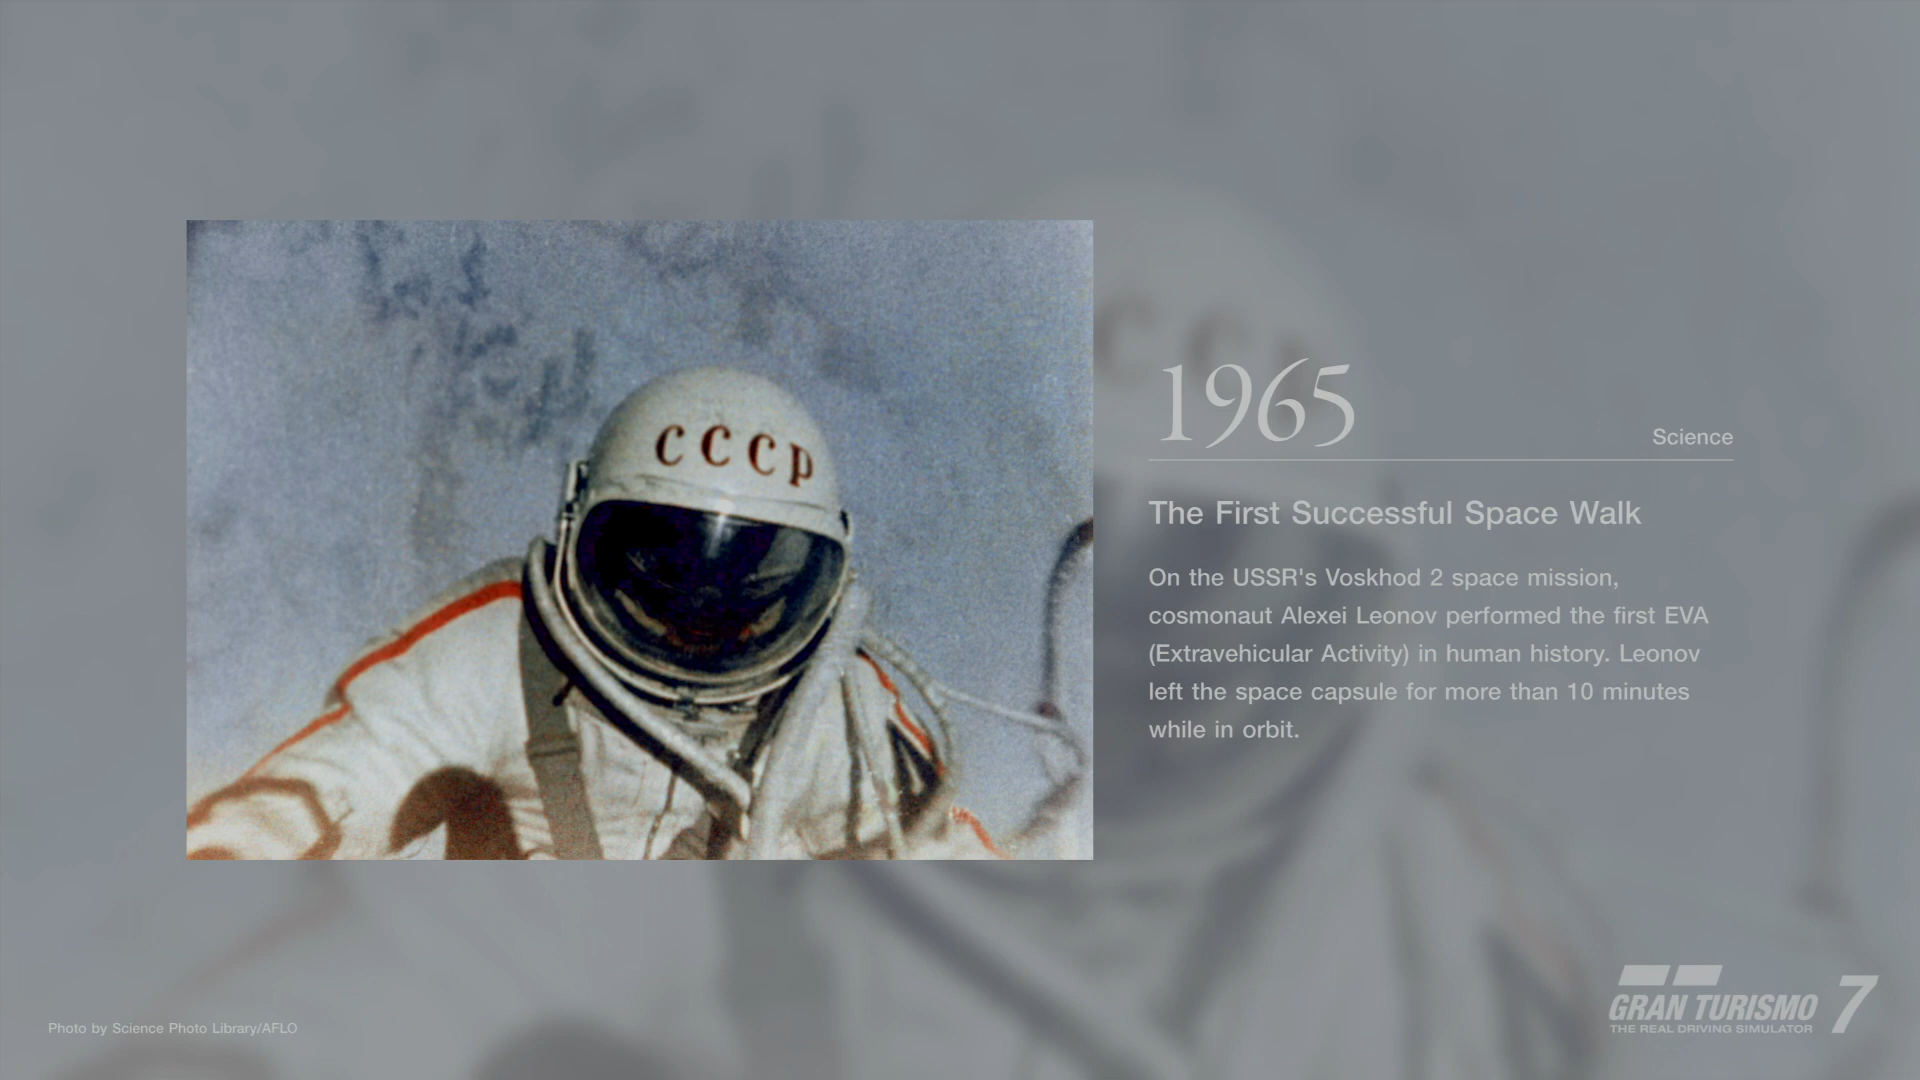 СССР
1965
Science
The First Successful Space Walk
On the USSR's Voskhod 2 space mission,
cosmonaut Alexei Leonov performed the first EVA
(Extravehicular Activity) in human history. Leonov
left the space capsule for more than 10 minutes
while in orbit.
Photo by Science Photo Library/AFLO
GRAN TURISMO 7
THE REAL DRIVING SIMULATOR